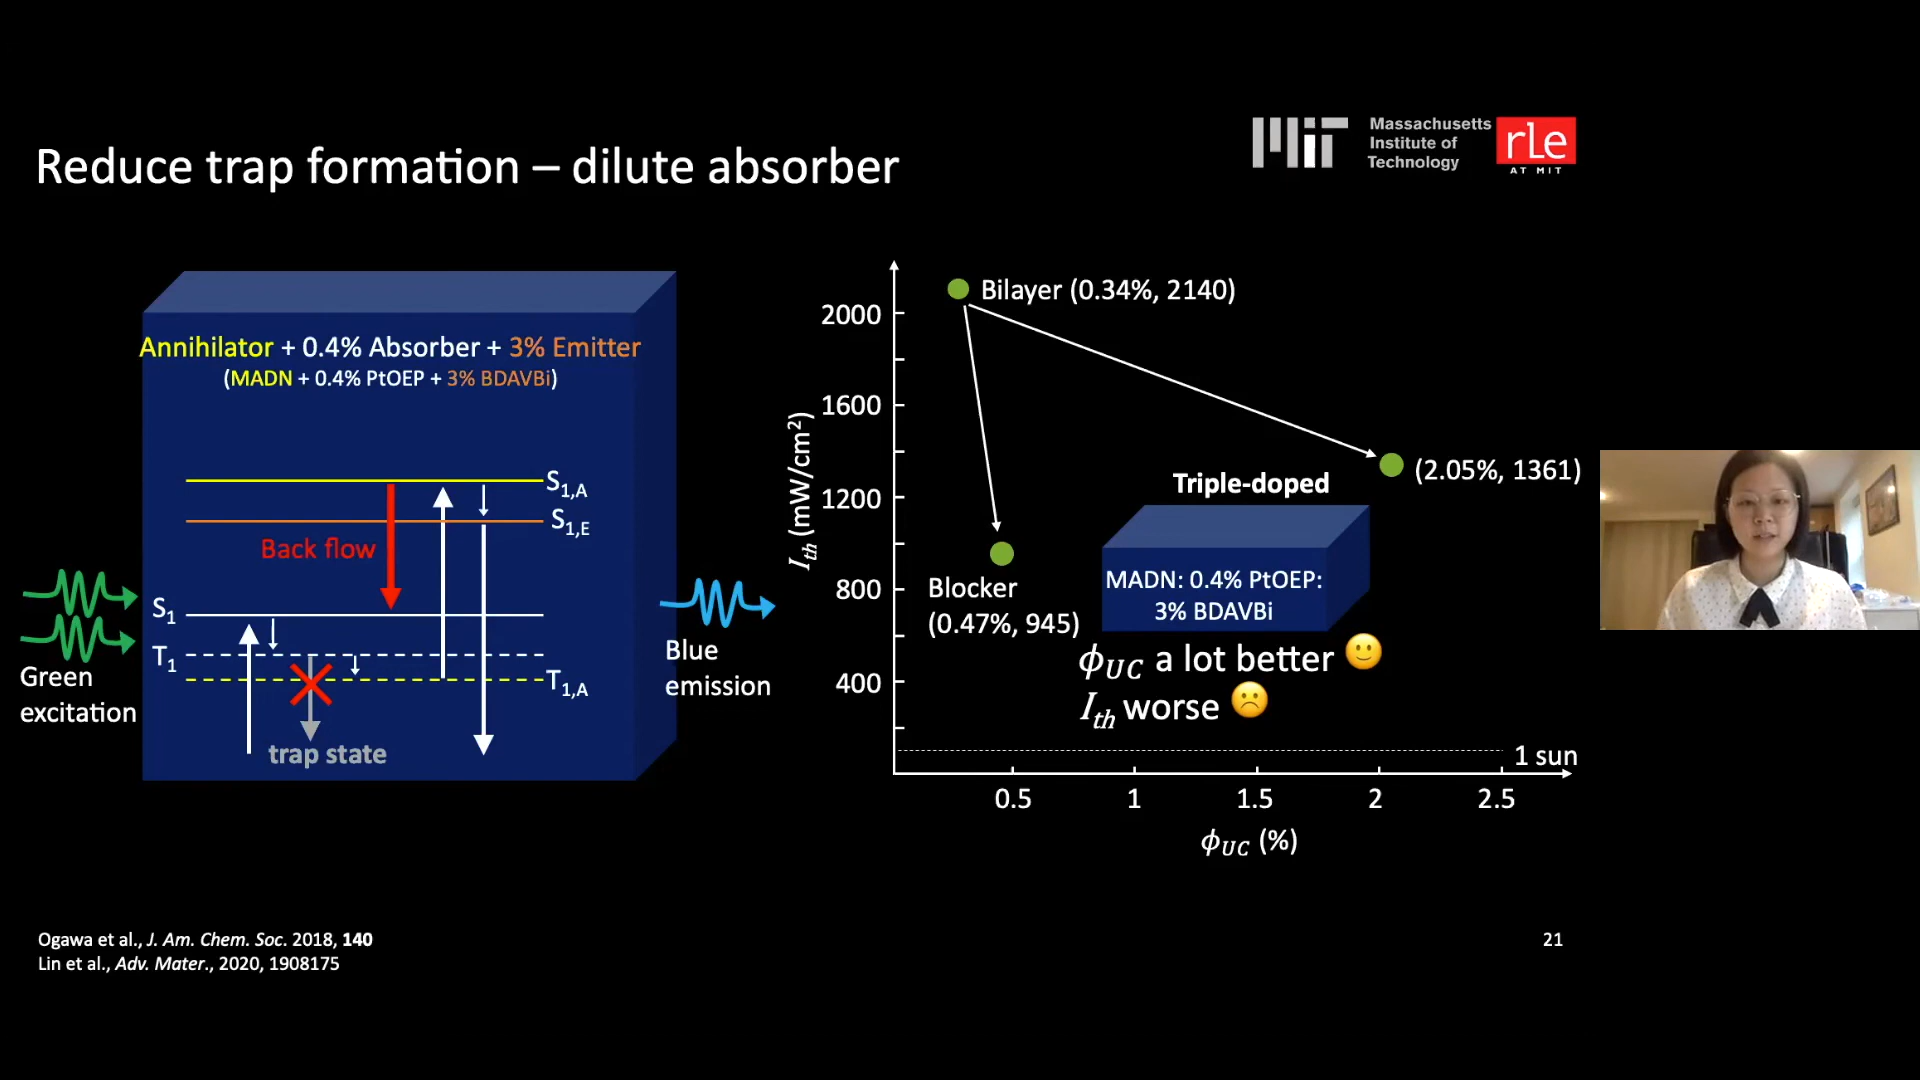 Reduce trap formation – dilute absorber
Massachusetts
Institute of
Technology
rle
AT MIT
Annihilator + 0.4% Absorber + 3% Emitter
(MADN + 0.4% PtOEP + 3% BDAVBi)
S1,A
S1,E
Back flow
S1
T1
T1,A
trap state
Green
excitation
Blue
emission
Ith (mW/cm²)
2000
1600
1200
800
400
Bilayer (0.34%, 2140)
(2.05%, 1361)
Triple-doped
Blocker
(0.47%, 945)
MADN: 0.4% PtOEP:
3% BDAVBi
ϕUC a lot better 🙂
Ith worse ☹
1 sun
0.5 1 1.5 2 2.5
ϕUC (%)
Ogawa et al., J. Am. Chem. Soc. 2018, 140
Lin et al., Adv. Mater., 2020, 1908175
21